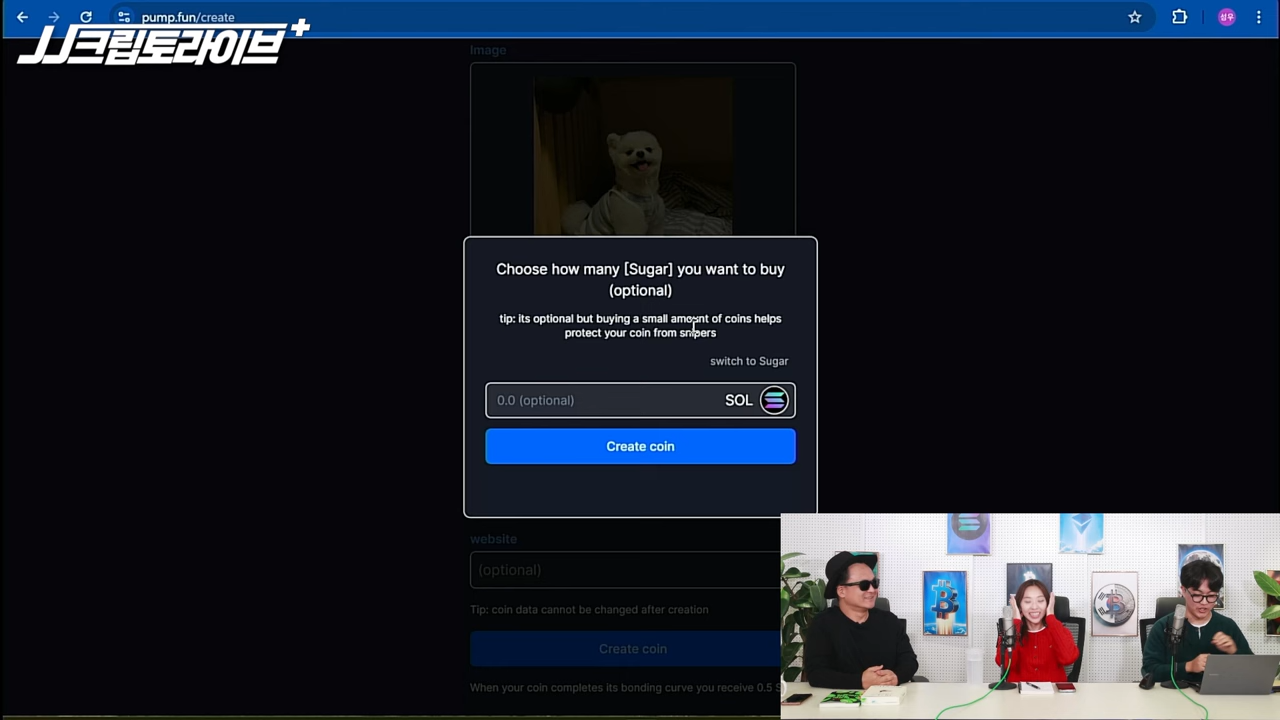 pump.fun/create
섭우
JJ크립토라이브+
Image
Choose how many [Sugar] you want to buy
(optional)
tip: its optional but buying a small amount of coins helps
protect your coin from snipers
switch to Sugar
0.0 (optional)
SOL
Create coin
website
(optional)
Tip: coin data cannot be changed after creation
Create coin
When your coin completes its bonding curve you receive 0.5 S